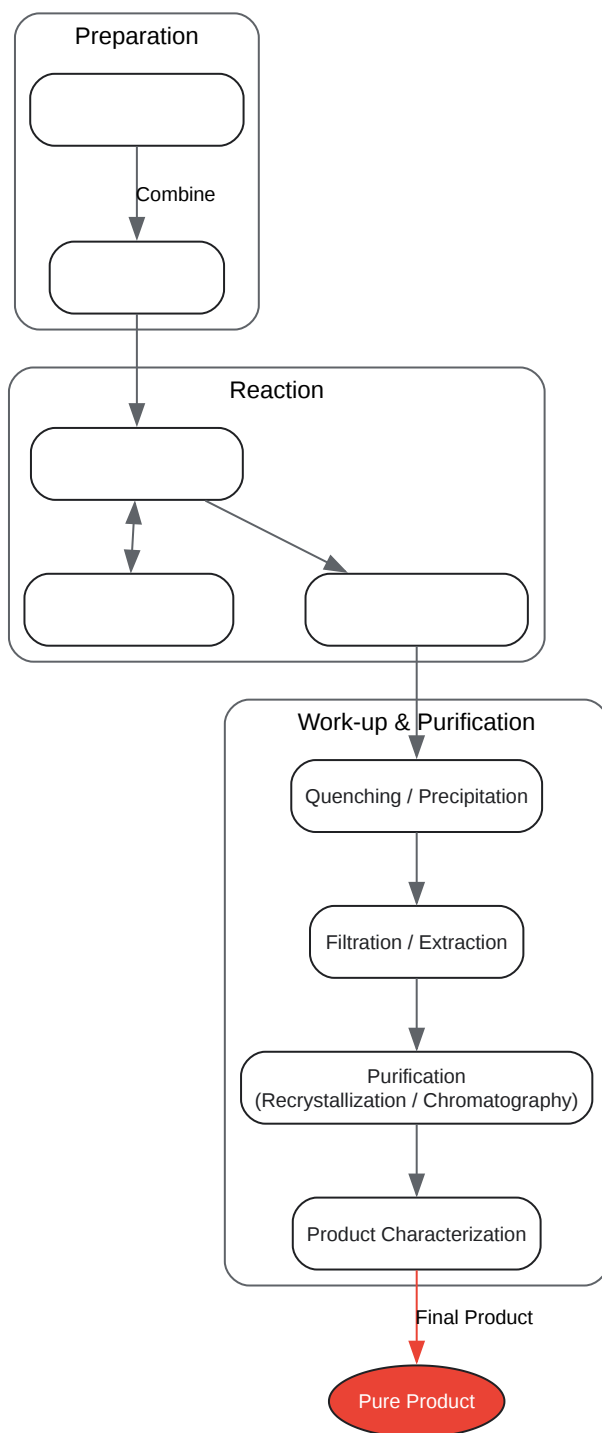 Preparation
Combine
Reaction
Work-up & Purification
Quenching / Precipitation
Filtration / Extraction
Purification
(Recrystallization / Chromatography)
Product Characterization
Final Product
Pure Product